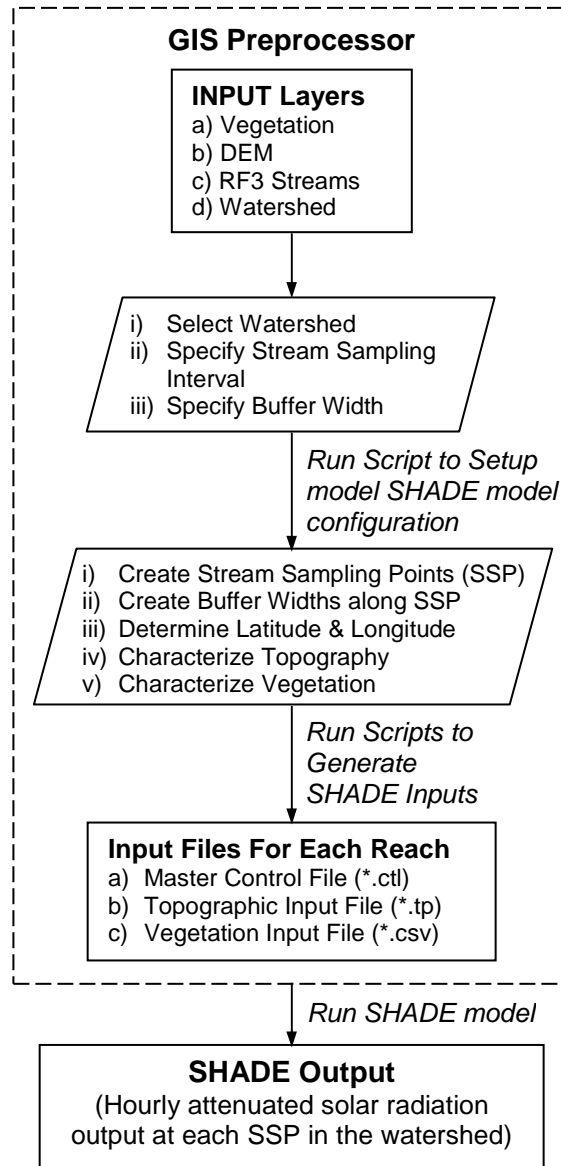 GIS Preprocessor
INPUT Layers
a) Vegetation
b) DEM
c) RF3 Streams
d) Watershed
i) Select Watershed
ii) Specify Stream Sampling
Interval
iii) Specify Buffer Width
Run Script to Setup
model SHADE model
configuration
i) Create Stream Sampling Points (SSP)
ii) Create Buffer Widths along SSP
iii) Determine Latitude & Longitude
iv) Characterize Topography
v) Characterize Vegetation
Run Scripts to
Generate
SHADE Inputs
Input Files For Each Reach
a) Master Control File (*.ctl)
b) Topographic Input File (*.tp)
c) Vegetation Input File (*.csv)
Run SHADE model
SHADE Output
(Hourly attenuated solar radiation
output at each SSP in the watershed)